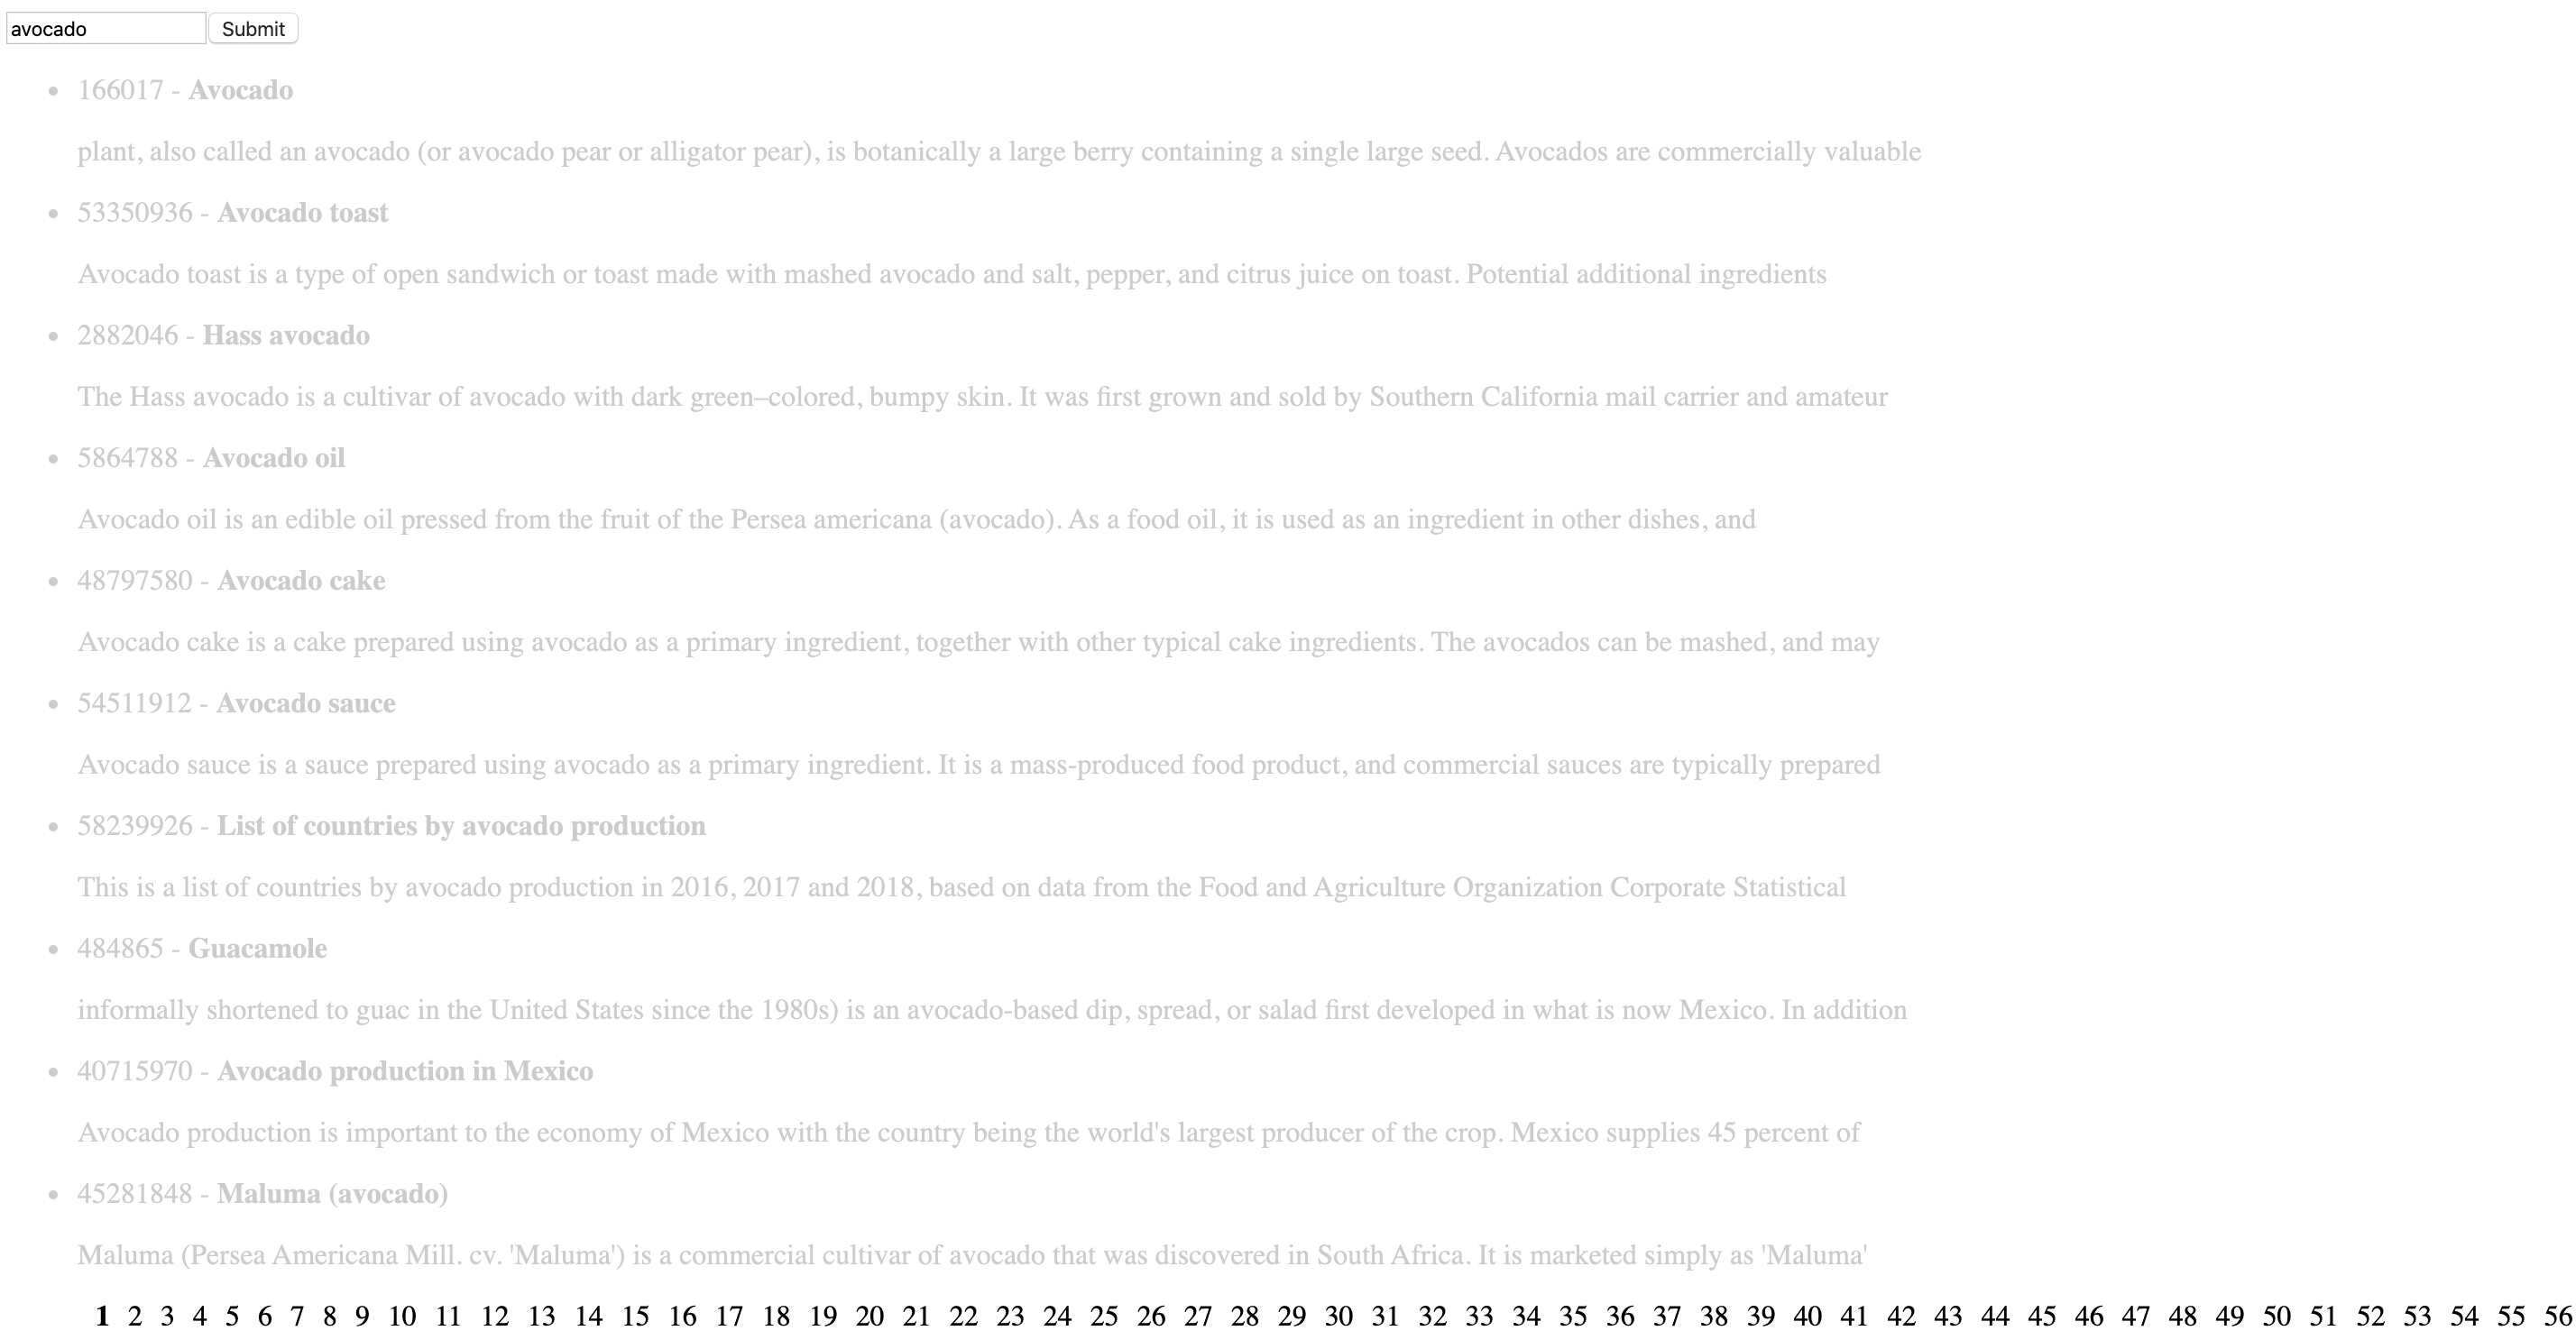 avocado Submit
166017 - Avocado
plant, also called an avocado (or avocado pear or alligator pear), is botanically a large berry containing a single large seed. Avocados are commercially valuable
53350936 - Avocado toast
Avocado toast is a type of open sandwich or toast made with mashed avocado and salt, pepper, and citrus juice on toast. Potential additional ingredients
2882046 - Hass avocado
The Hass avocado is a cultivar of avocado with dark green–colored, bumpy skin. It was first grown and sold by Southern California mail carrier and amateur
5864788 - Avocado oil
Avocado oil is an edible oil pressed from the fruit of the Persea americana (avocado). As a food oil, it is used as an ingredient in other dishes, and
48797580 - Avocado cake
Avocado cake is a cake prepared using avocado as a primary ingredient, together with other typical cake ingredients. The avocados can be mashed, and may
54511912 - Avocado sauce
Avocado sauce is a sauce prepared using avocado as a primary ingredient. It is a mass-produced food product, and commercial sauces are typically prepared
58239926 - List of countries by avocado production
This is a list of countries by avocado production in 2016, 2017 and 2018, based on data from the Food and Agriculture Organization Corporate Statistical
484865 - Guacamole
informally shortened to guac in the United States since the 1980s) is an avocado-based dip, spread, or salad first developed in what is now Mexico. In addition
40715970 - Avocado production in Mexico
Avocado production is important to the economy of Mexico with the country being the world's largest producer of the crop. Mexico supplies 45 percent of
45281848 - Maluma (avocado)
Maluma (Persea Americana Mill. cv. 'Maluma') is a commercial cultivar of avocado that was discovered in South Africa. It is marketed simply as 'Maluma'
1 2 3 4 5 6 7 8 9 10 11 12 13 14 15 16 17 18 19 20 21 22 23 24 25 26 27 28 29 30 31 32 33 34 35 36 37 38 39 40 41 42 43 44 45 46 47 48 49 50 51 52 53 54 55 56